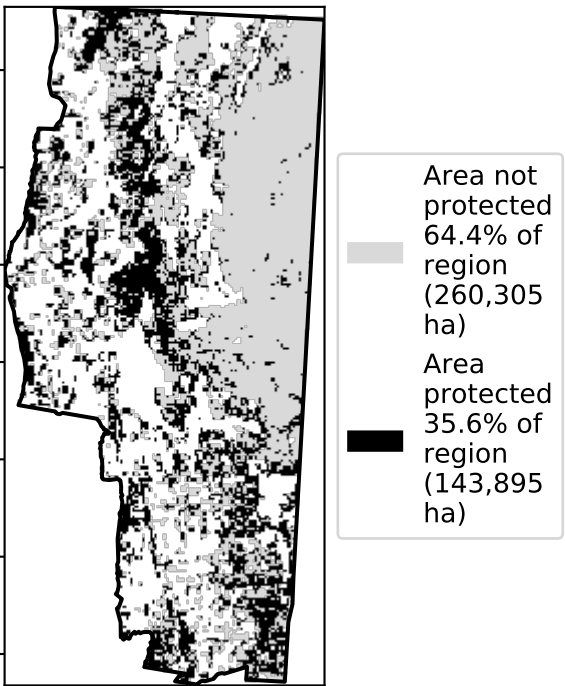 Area not
protected
64.4% of
region
(260,305
ha)
Area
protected
35.6% of
region
(143,895
ha)